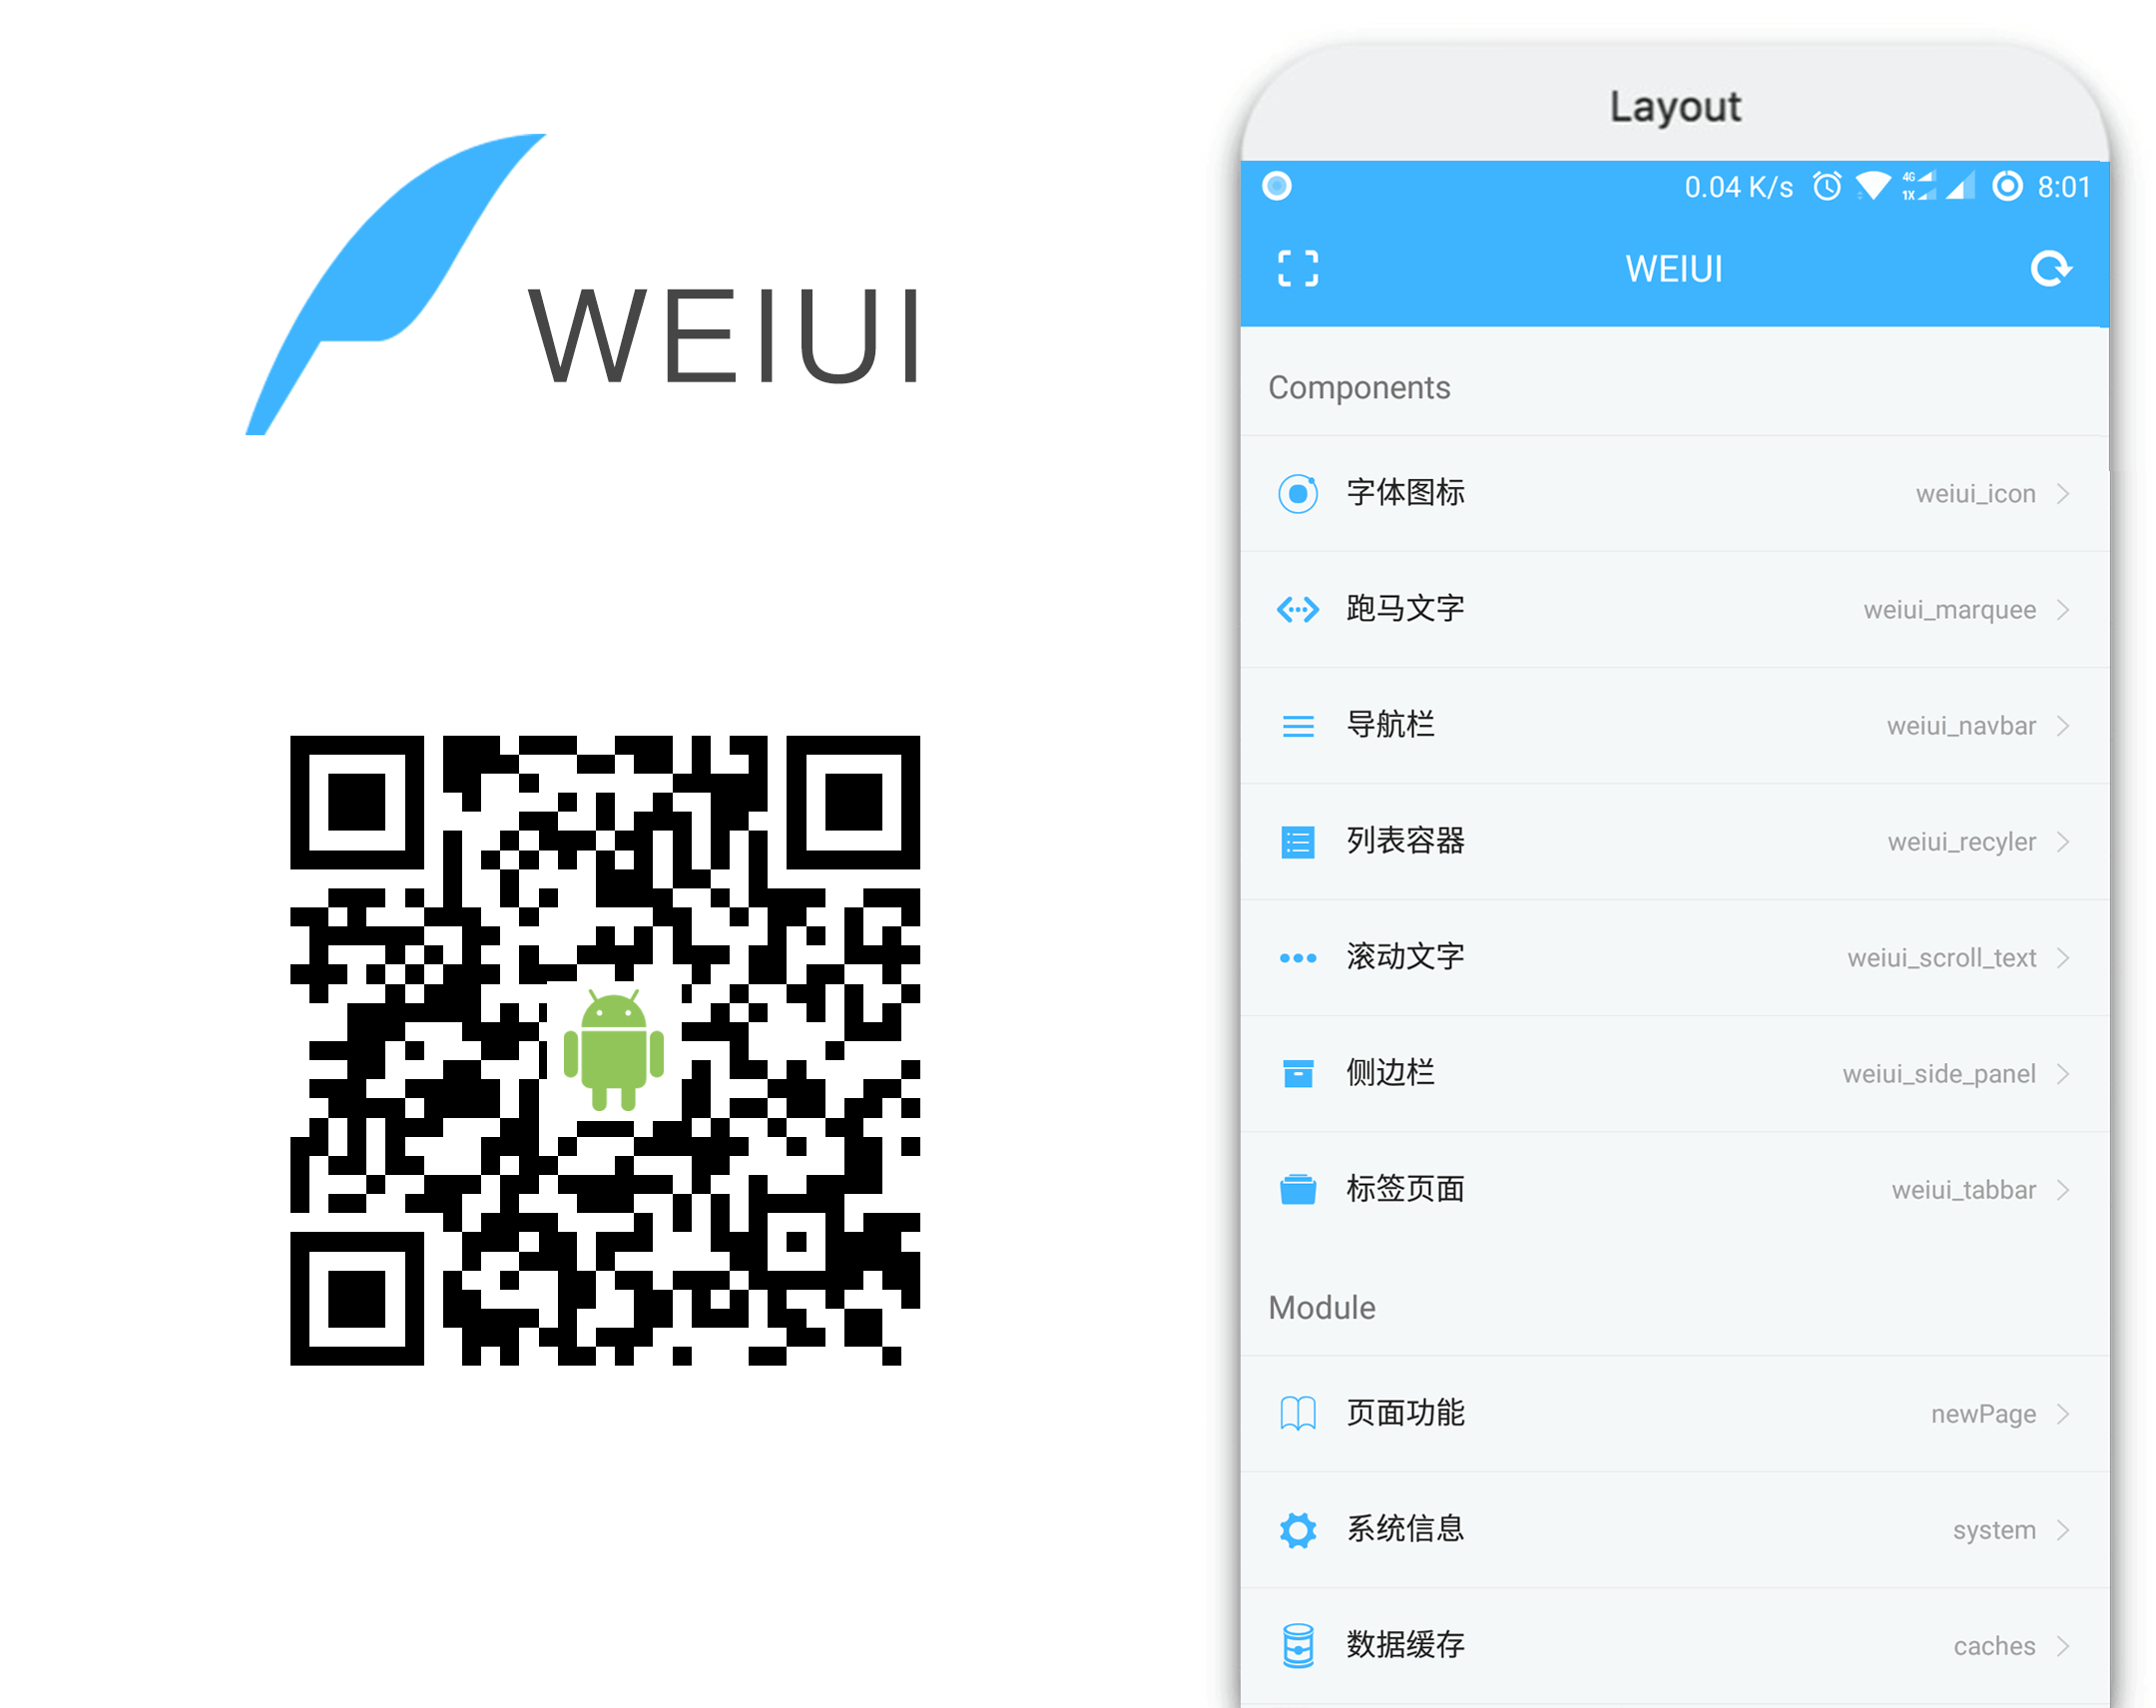 WEIUI
Layout
0.04 K/s 4G 1X 8:01
WEIUI
Components
字体图标 weiui_icon
跑马文字 weiui_marquee
导航栏 weiui_navbar
列表容器 weiui_recyler
滚动文字 weiui_scroll_text
侧边栏 weiui_side_panel
标签页面 weiui_tabbar
Module
页面功能 newPage
系统信息 system
数据缓存 caches